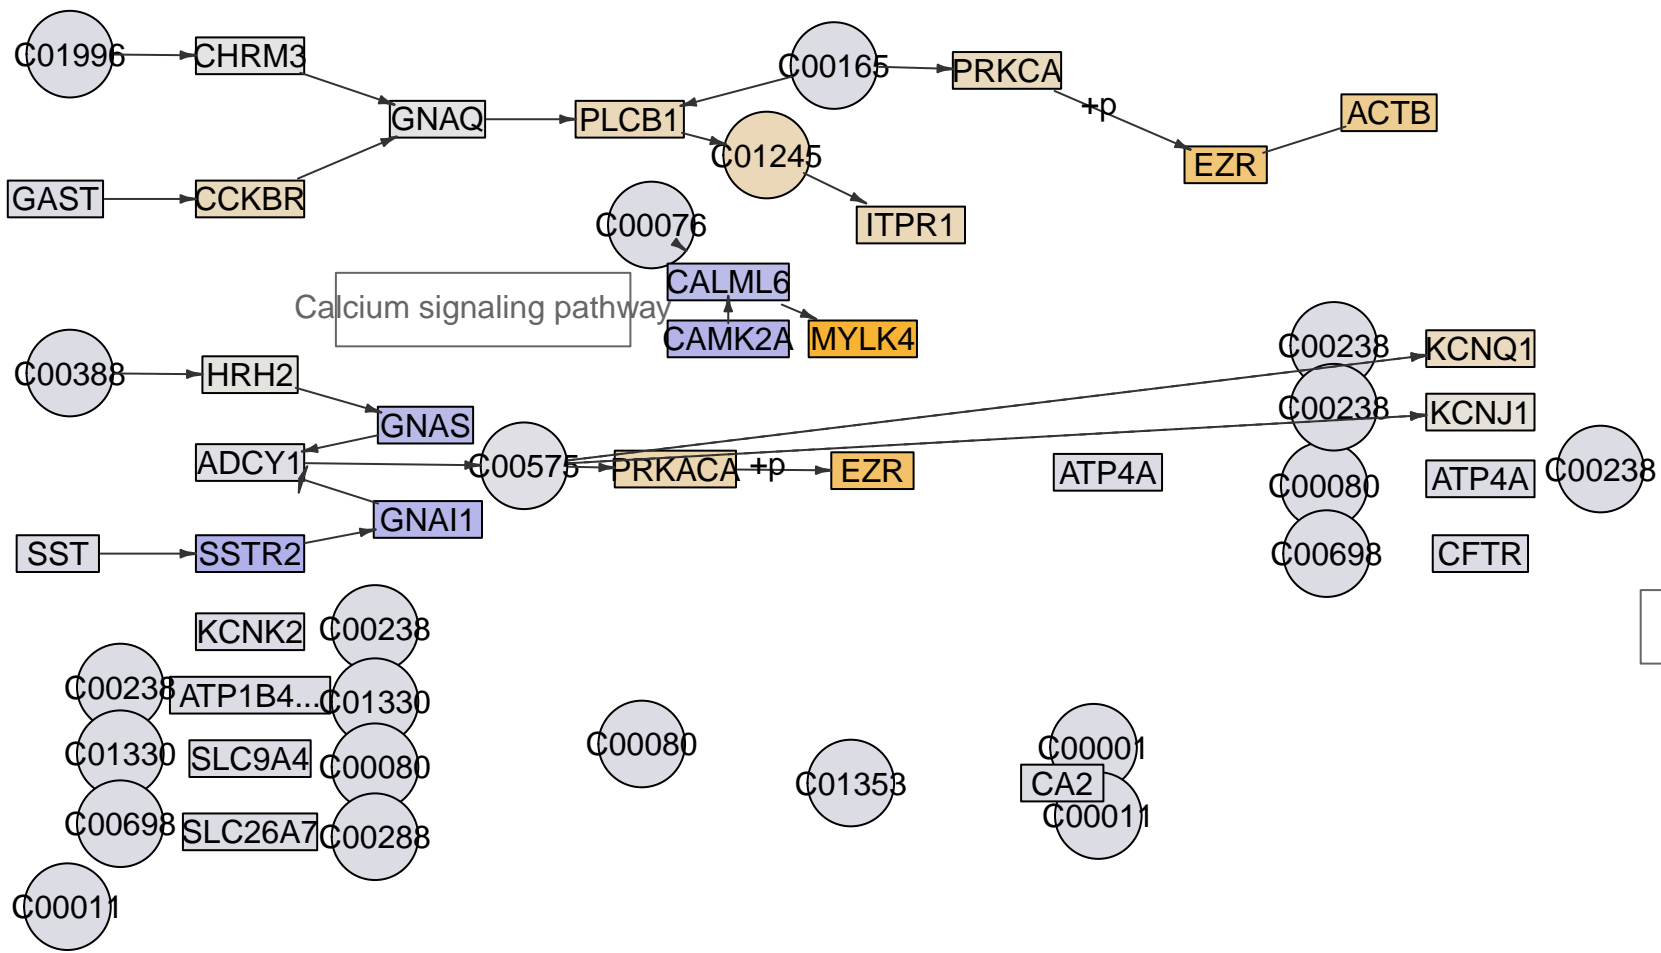 C01996
CHRM3
C00165
PRKCA
+p
ACTB
GNAQ
PLCB1
C01245
EZR
GAST
CCKBR
C00076
ITPR1
CALML6
Calcium signaling pathway
CAMK2A
MYLK4
C00238
KCNQ1
C00388
HRH2
C00238
KCNJ1
GNAS
ADCY1
C00575
PRKACA
+p
EZR
ATP4A
C00080
ATP4A
C00238
GNAI1
SST
SSTR2
C00698
CFTR
KCNK2
C00238
C00238
ATP1B4...
C01330
C01330
SLC9A4
C00080
C00080
C01353
C00001
CA2
C00011
C00698
SLC26A7
C00288
C00011